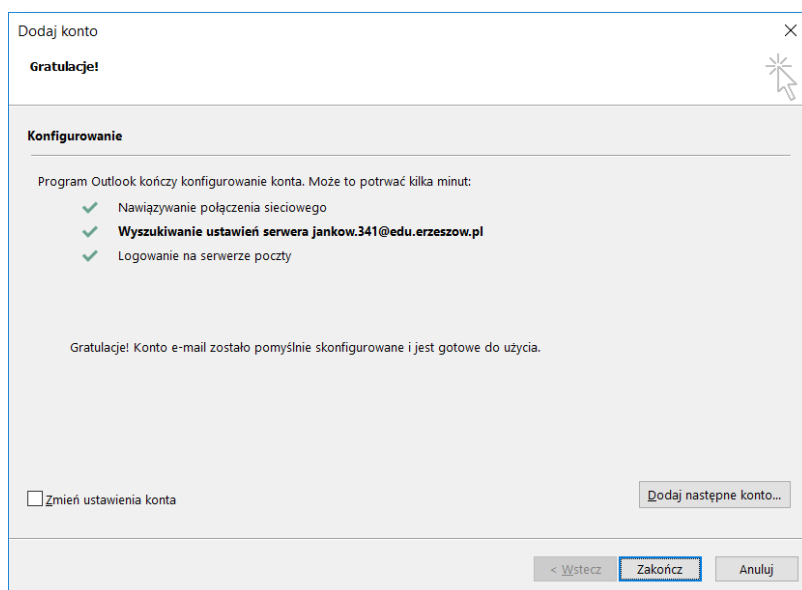 Dodaj konto
Gratulacje!
Konfigurowanie
Program Outlook kończy konfigurowanie konta. Może to potrwać kilka minut:
Nawiązywanie połączenia sieciowego
Wyszukiwanie ustawień serwera jankow.341@edu.erzeszow.pl
Logowanie na serwerze poczty
Gratulacje! Konto e-mail zostało pomyślnie skonfigurowane i jest gotowe do użycia.
Zmień ustawienia konta
Dodaj następne konto...
< Wstecz Zakończ Anuluj